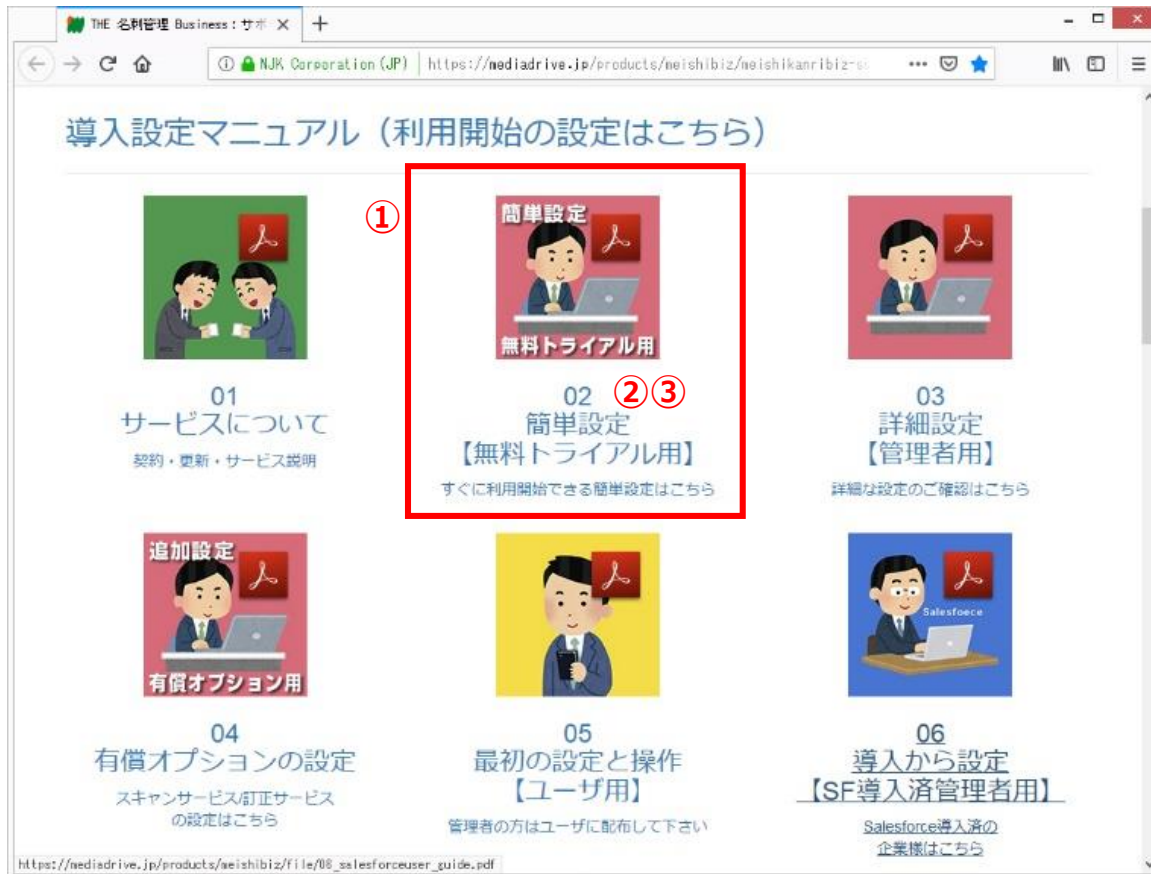 THE 名刺管理 Business : サポ
NJK Corporation (JP)
https://mediadrive.jp/products/meishibiz/meishikanribiz-s
導入設定マニュアル（利用開始の設定はこちら）
①
簡単設定
無料トライアル用
01
サービスについて
契約・更新・サービス説明
02 ②③
簡単設定
【無料トライアル用】
すぐに利用開始できる簡単設定はこちら
03
詳細設定
【管理者用】
詳細な設定のご確認はこちら
追加設定
有償オプション用
Salesfoece
04
有償オプションの設定
スキャンサービス/訂正サービス
の設定はこちら
05
最初の設定と操作
【ユーザ用】
管理者の方はユーザに配布して下さい
06
導入から設定
【SF導入済管理者用】
Salesforce導入済の
企業様はこちら
https://mediadrive.jp/products/meishibiz/file/06_salesforceuser_guide.pdf